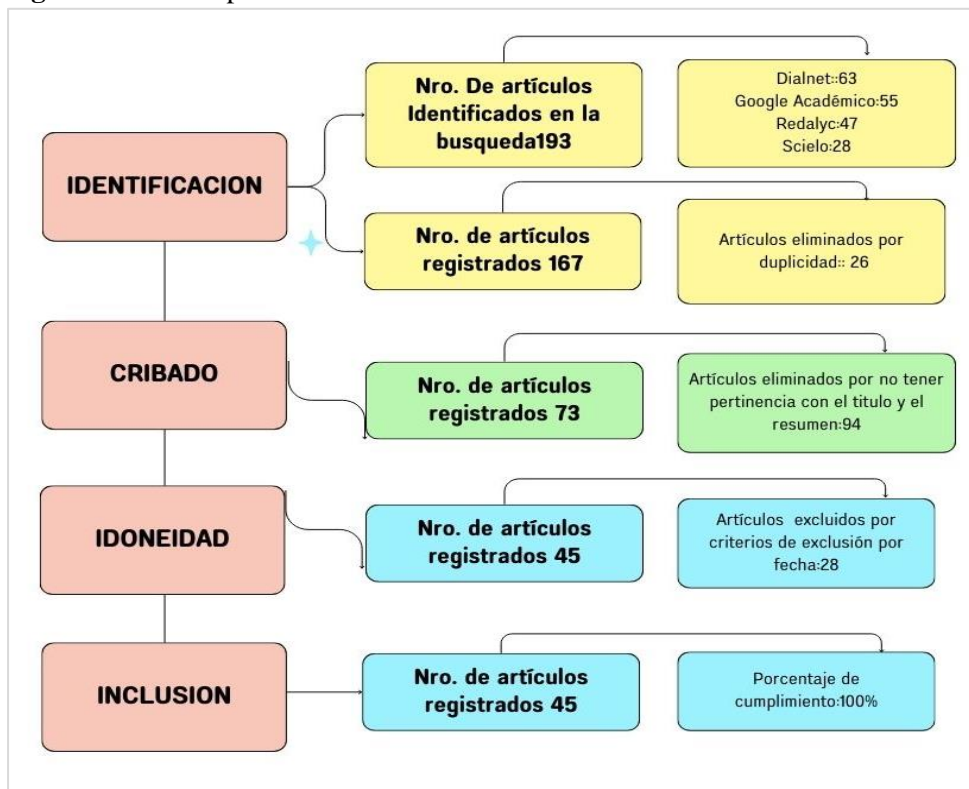 Nro. De artículos
Identificados en la
busqueda193
Dialnet::63
Google Académico:55
Redalyc:47
Scielo:28
IDENTIFICACION
Nro. de artículos
registrados 167
Artículos eliminados por
duplicidad:: 26
CRIBADO
Nro. de artículos
registrados 73
Artículos eliminados por no tener
pertinencia con el titulo y el
resumen:94
IDONEIDAD
Nro. de artículos
registrados 45
Artículos excluidos por
criterios de exclusión por
fecha:28
INCLUSION
Nro. de artículos
registrados 45
Porcentaje de
cumplimiento:100%